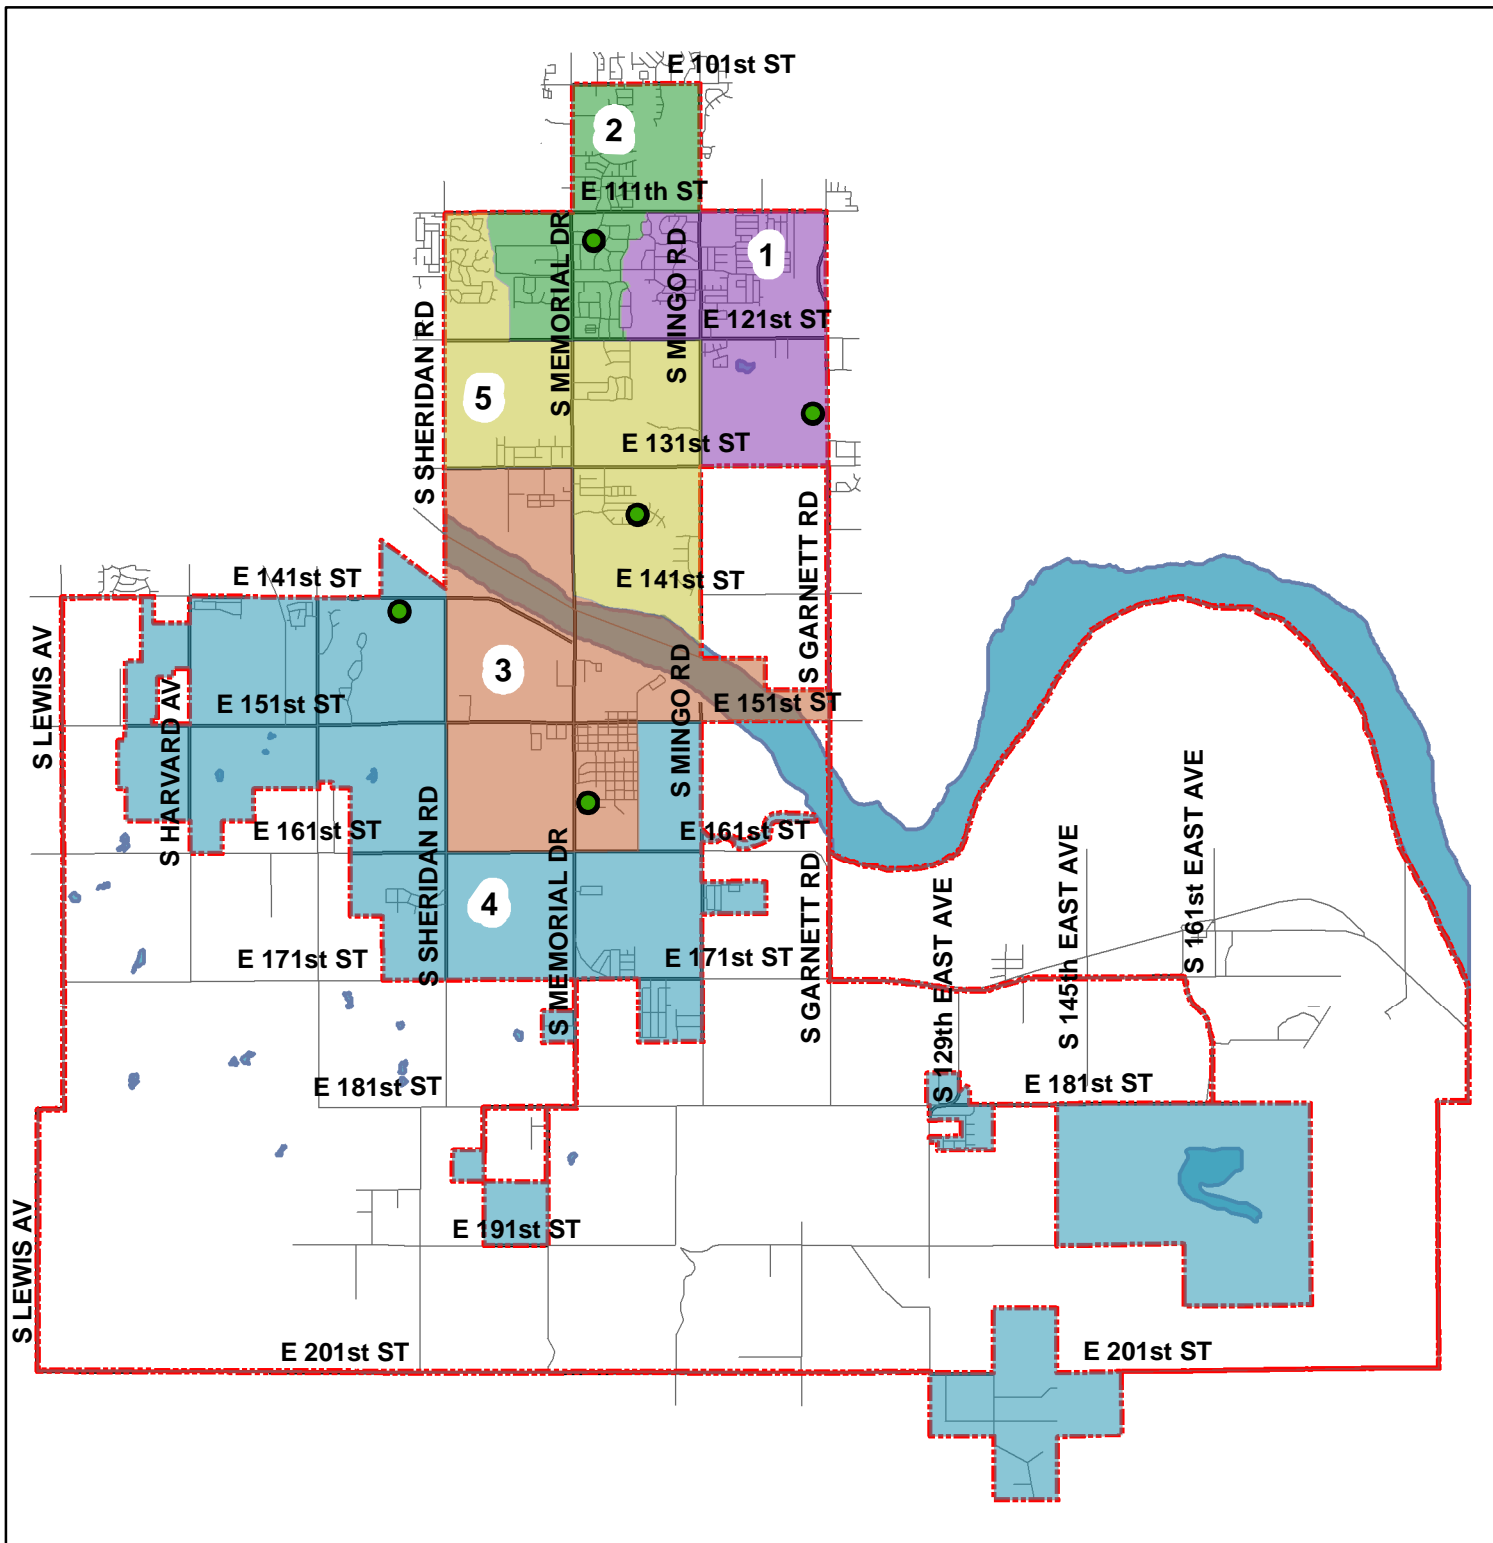 E 101st ST
2
E 111th ST
S MEMORIAL DR
S MINGO RD
1
S SHERIDAN RD
E 121st ST
5
E 131st ST
S GARNETT RD
E 141st ST
E 141st ST
S LEWIS AV
S HARVARD AV
3
S MINGO RD
E 151st ST
E 151st ST
S 161st EAST AVE
E 161st ST
E 161st ST
S SHERIDAN RD
S MEMORIAL DR
S GARNETT RD
S 129th EAST AVE
S 145th EAST AVE
4
E 171st ST
E 171st ST
E 181st ST
E 181st ST
S LEWIS AV
E 191st ST
E 201st ST
E 201st ST